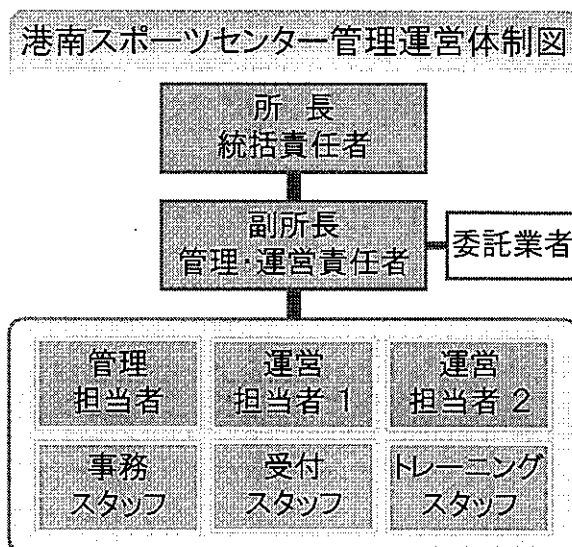 港南スポーツセンター管理運営体制図
所 長
統括責任者
副所長
管理・運営責任者
委託業者
管理
担当者
運営
担当者 1
運営
担当者 2
事務
スタッフ
受付
スタッフ
トレーニング
スタッフ